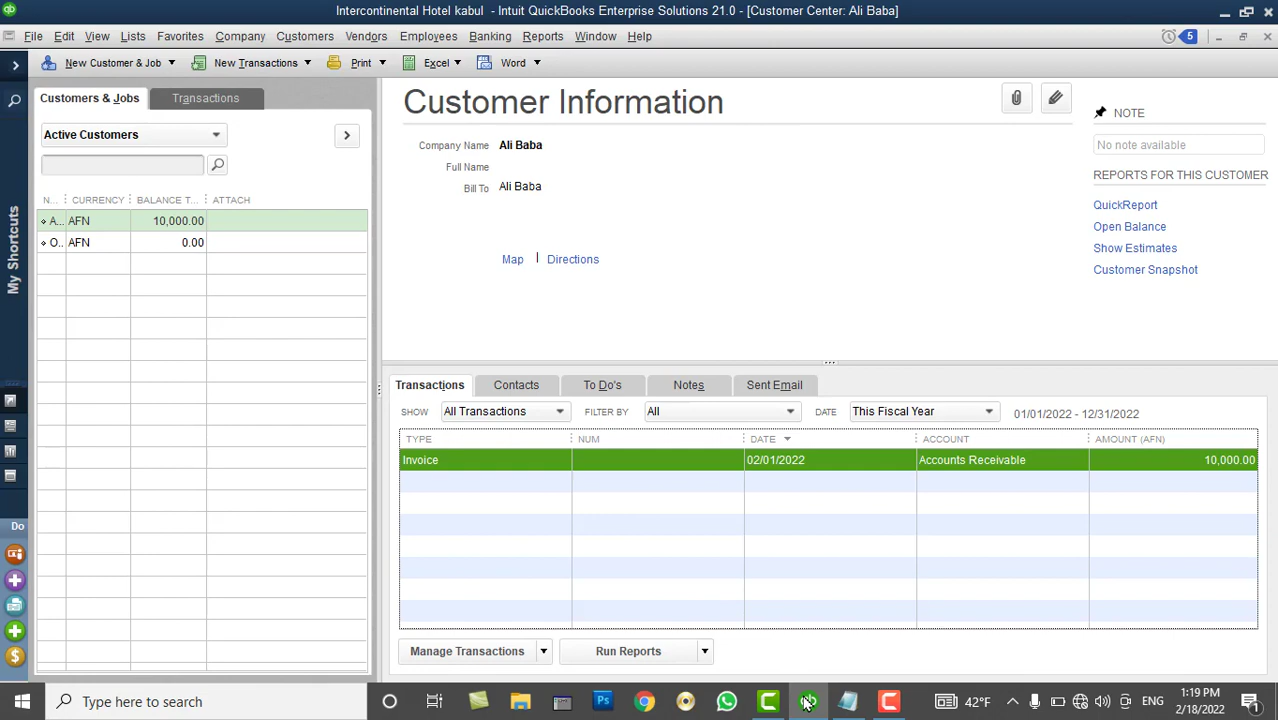 Intercontinental Hotel kabul - Intuit QuickBooks Enterprise Solutions 21.0 - [Customer Center: Ali Baba]
File Edit View Lists Favorites Company Customers Vendors Employees Banking Reports Window Help 5
New Customer & Job New Transactions Print Excel Word
Customers & Jobs Transactions
Active Customers
N... CURRENCY BALANCE T... ATTACH
A... AFN 10,000.00
O.. AFN 0.00
My Shortcuts
Do
Customer Information
Company Name Ali Baba
Full Name
Bill To Ali Baba
Map Directions
NOTE
No note available
REPORTS FOR THIS CUSTOMER
QuickReport
Open Balance
Show Estimates
Customer Snapshot
Transactions Contacts To Do's Notes Sent Email
SHOW All Transactions FILTER BY All DATE This Fiscal Year 01/01/2022 - 12/31/2022
TYPE NUM DATE ACCOUNT AMOUNT (AFN)
Invoice 02/01/2022 Accounts Receivable 10,000.00
Manage Transactions Run Reports
Type here to search
Ps
qb
42°F ENG
1:19 PM
2/18/2022
1